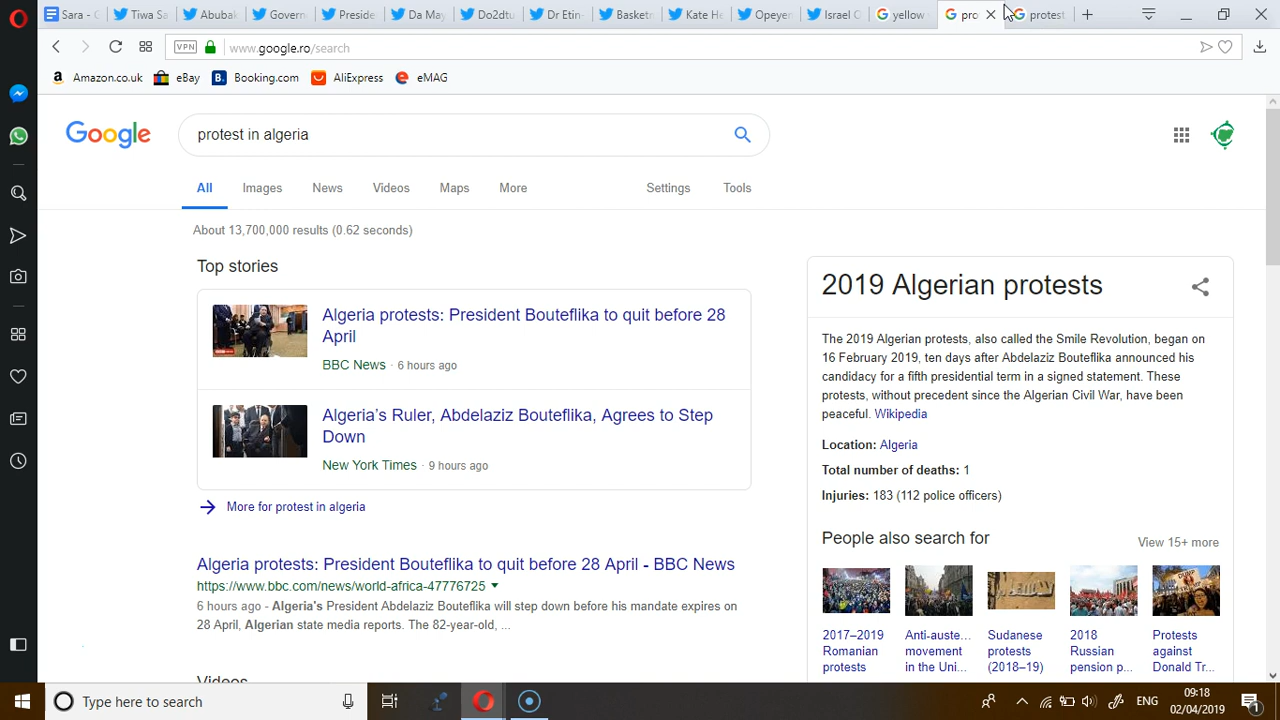 Sara - G
Tiwa Sa
Abubak
Govern
Preside
Da May
Do2dtu
Dr Etin-
Basketm
Kate He
Opeyer
Israel O
yellow
pro
protest
VPN
www.google.ro/search
Amazon.co.uk
eBay
Booking.com
AliExpress
eMAG
Google
protest in algeria
All
Images
News
Videos
Maps
More
Settings
Tools
About 13,700,000 results (0.62 seconds)
Top stories
Algeria protests: President Bouteflika to quit before 28
April
BBC News · 6 hours ago
Algeria's Ruler, Abdelaziz Bouteflika, Agrees to Step
Down
New York Times · 9 hours ago
More for protest in algeria
Algeria protests: President Bouteflika to quit before 28 April - BBC News
https://www.bbc.com/news/world-africa-47776725
6 hours ago - Algeria's President Abdelaziz Bouteflika will step down before his mandate expires on
28 April, Algerian state media reports. The 82-year-old, ...
Videos
2019 Algerian protests
The 2019 Algerian protests, also called the Smile Revolution, began on
16 February 2019, ten days after Abdelaziz Bouteflika announced his
candidacy for a fifth presidential term in a signed statement. These
protests, without precedent since the Algerian Civil War, have been
peaceful. Wikipedia
Location: Algeria
Total number of deaths: 1
Injuries: 183 (112 police officers)
People also search for
View 15+ more
2017–2019
Romanian
protests
Anti-auste...
movement
in the Uni...
Sudanese
protests
(2018–19)
2018
Russian
pension p...
Protests
against
Donald Tr...
Type here to search
ENG
09:18
02/04/2019
1